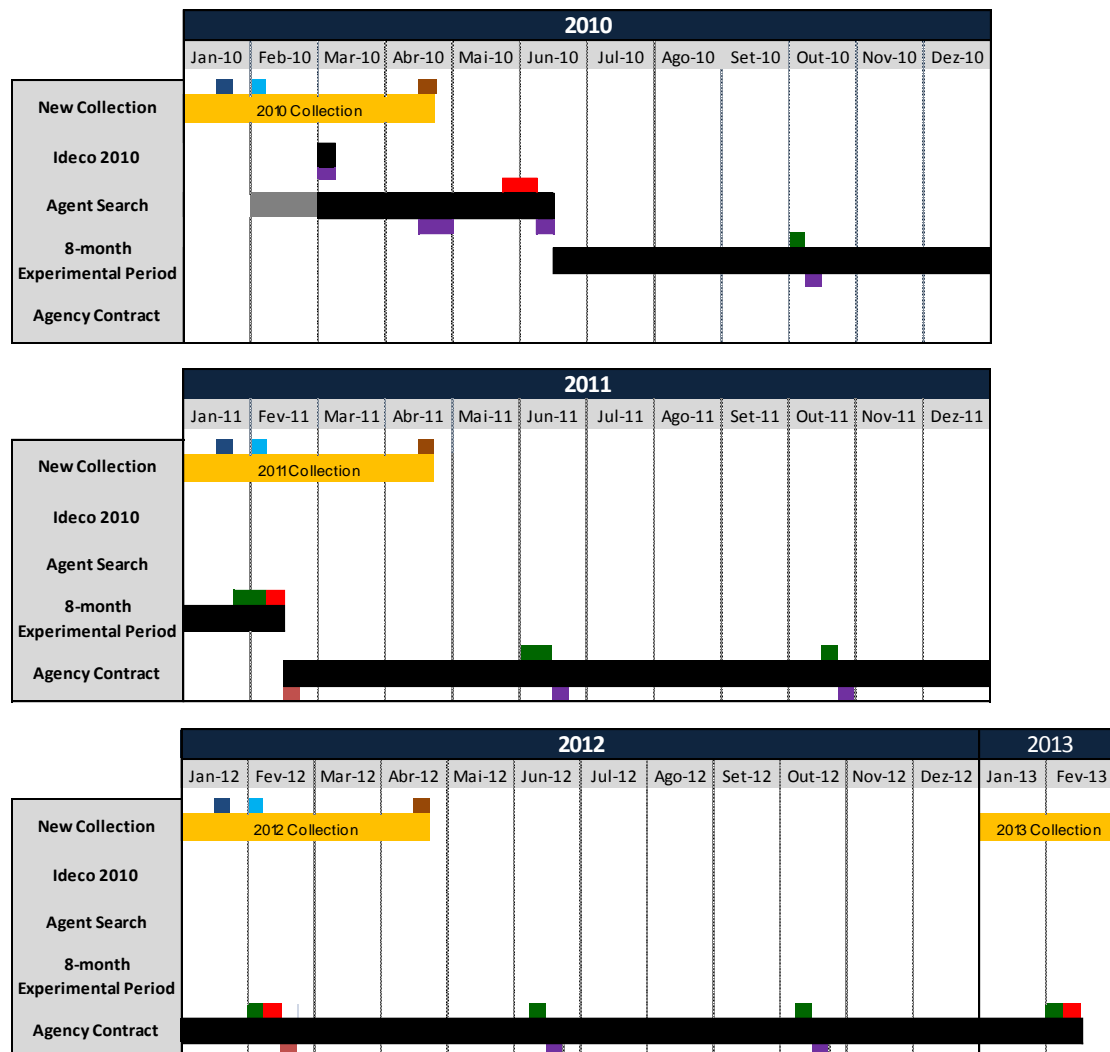 2010
Jan-10 Feb-10 Mar-10 Abr-10 Mai-10 Jun-10 Jul-10 Ago-10 Set-10 Out-10 Nov-10 Dez-10
New Collection
2010 Collection
Ideco 2010
Agent Search
8-month
Experimental Period
Agency Contract
2011
Jan-11 Fev-11 Mar-11 Abr-11 Mai-11 Jun-11 Jul-11 Ago-11 Set-11 Out-11 Nov-11 Dez-11
New Collection
2011 Collection
Ideco 2010
Agent Search
8-month
Experimental Period
Agency Contract
2012 2013
Jan-12 Fev-12 Mar-12 Abr-12 Mai-12 Jun-12 Jul-12 Ago-12 Set-12 Out-12 Nov-12 Dez-12 Jan-13 Fev-13
New Collection
2012 Collection 2013 Collection
Ideco 2010
Agent Search
8-month
Experimental Period
Agency Contract